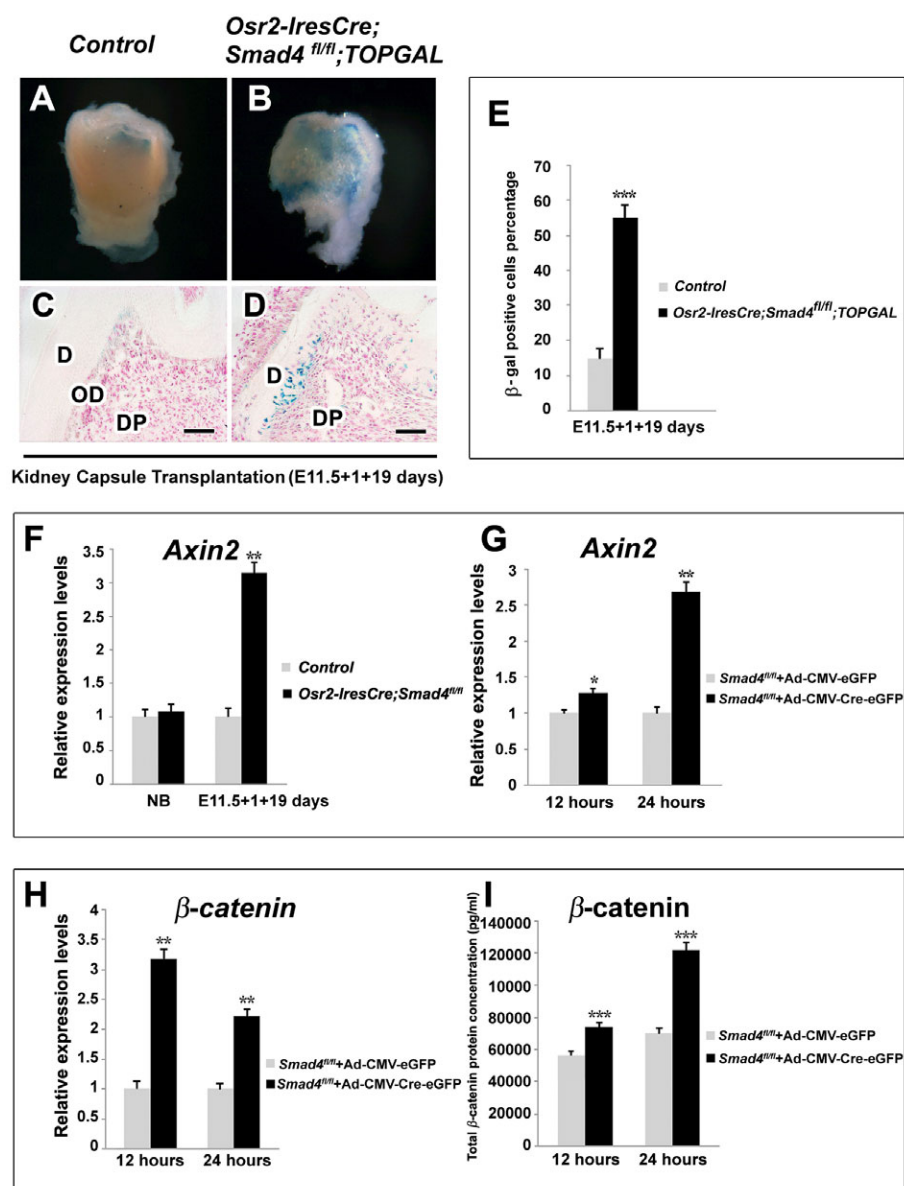 Control
Osr2-IresCre;
Smad4 fl/fl;TOPGAL
A
B
C
D
OD
DP
D
D
DP
Kidney Capsule Transplantation (E11.5+1+19 days)
E
β- gal positive cells percentage
70
60
50
40
30
20
10
0
***
E11.5+1+19 days
Control
Osr2-IresCre;Smad4fl/fl;TOPGAL
F
Axin2
Relative expression levels
3.5
3
2.5
2
1.5
1
0.5
0
**
NB
E11.5+1+19 days
Control
Osr2-IresCre;Smad4fl/fl
G
Axin2
Relative expression levels
3
2.5
2
1.5
1
0.5
0
*
**
12 hours
24 hours
Smad4fl/fl+Ad-CMV-eGFP
Smad4fl/fl+Ad-CMV-Cre-eGFP
H
β-catenin
Relative expression levels
4
3.5
3
2.5
2
1.5
1
0.5
0
**
**
12 hours
24 hours
Smad4fl/fl+Ad-CMV-eGFP
Smad4fl/fl+Ad-CMV-Cre-eGFP
I
β-catenin
Total β-catenin protein concentration (pg/ml)
140000
120000
100000
80000
60000
40000
20000
0
***
***
12 hours
24 hours
Smad4fl/fl+Ad-CMV-eGFP
Smad4fl/fl+Ad-CMV-Cre-eGFP